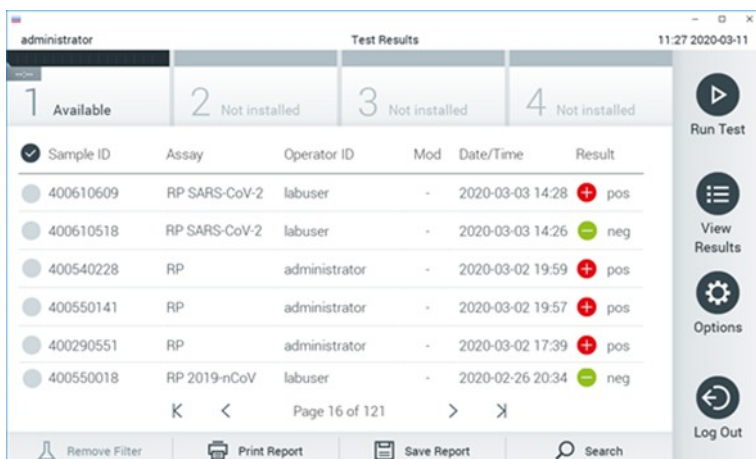 administrator Test Results 11:27 2020-03-11
1 Available 2 Not installed 3 Not installed 4 Not installed
Run Test
Sample ID Assay Operator ID Mod Date/Time Result
400610609 RP SARS-CoV-2 labuser - 2020-03-03 14:28 pos
400610518 RP SARS-CoV-2 labuser - 2020-03-03 14:26 neg
View
Results
400540228 RP administrator - 2020-03-02 19:59 pos
400550141 RP administrator - 2020-03-02 19:57 pos
Options
400290551 RP administrator - 2020-03-02 17:39 pos
400550018 RP 2019-nCoV labuser - 2020-02-26 20:34 neg
Page 16 of 121
Log Out
Remove Filter Print Report Save Report Search